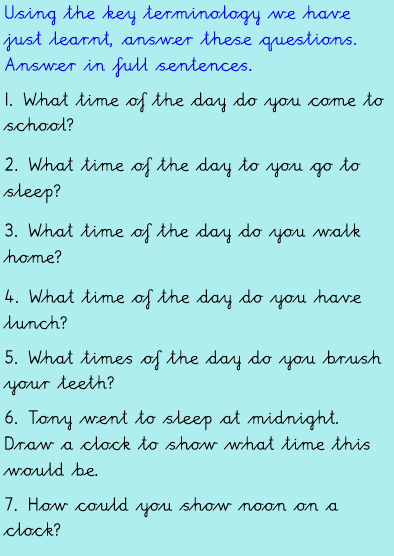 Using the key terminology we have
just learnt, answer these questions.
Answer in full sentences.
1. What time of the day do you come to
school?
2. What time of the day to you go to
sleep?
3. What time of the day do you walk
home?
4. What time of the day do you have
lunch?
5. What times of the day do you brush
your teeth?
6. Tony went to sleep at midnight.
Draw a clock to show what time this
would be.
7. How could you show noon on a
clock?